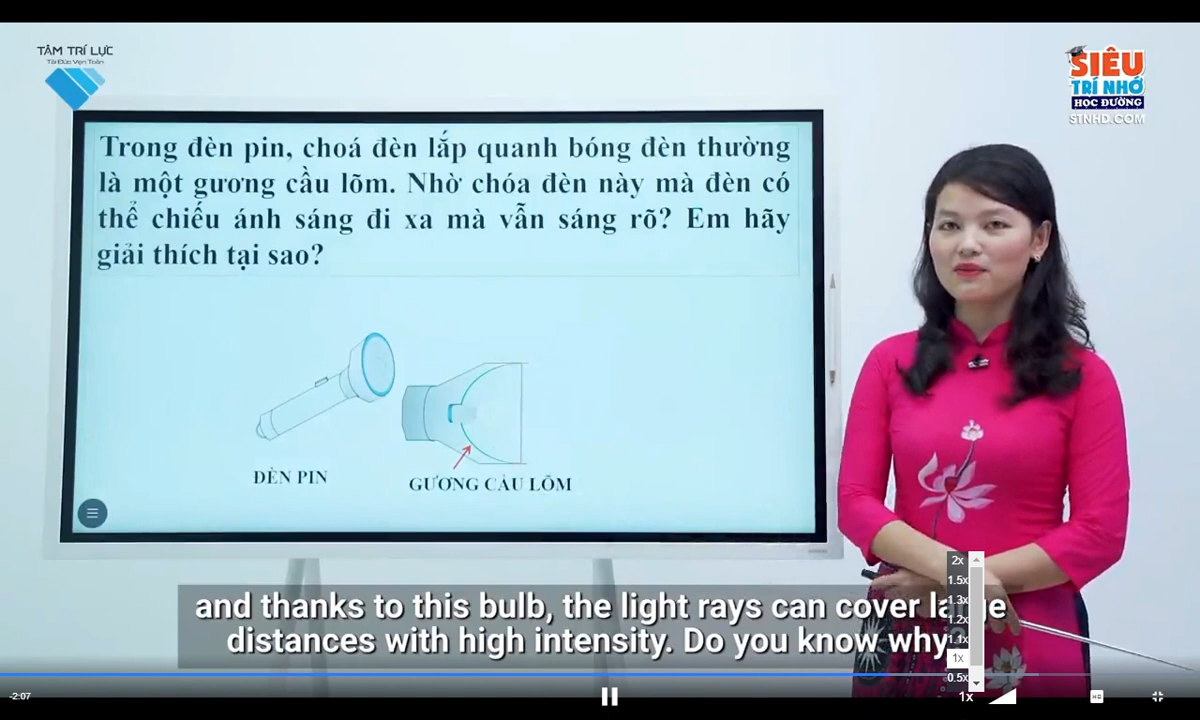 TÂM TRÍ LỰC
Tài Đức Vẹn Toàn
SIÊU
TRÍ NHỚ
HỌC ĐƯỜNG
STNHD.COM
Trong đèn pin, choá đèn lắp quanh bóng đèn thường
là một gương cầu lõm. Nhờ chóa đèn này mà đèn có
thể chiếu ánh sáng đi xa mà vẫn sáng rõ? Em hãy
giải thích tại sao?
ĐÈN PIN
GƯƠNG CẦU LÕM
and thanks to this bulb, the light rays can cover large
distances with high intensity. Do you know why
2x
1.5x
1.3x
1.2x
1.1x
1x
0.5x
-2:07
1x
HD